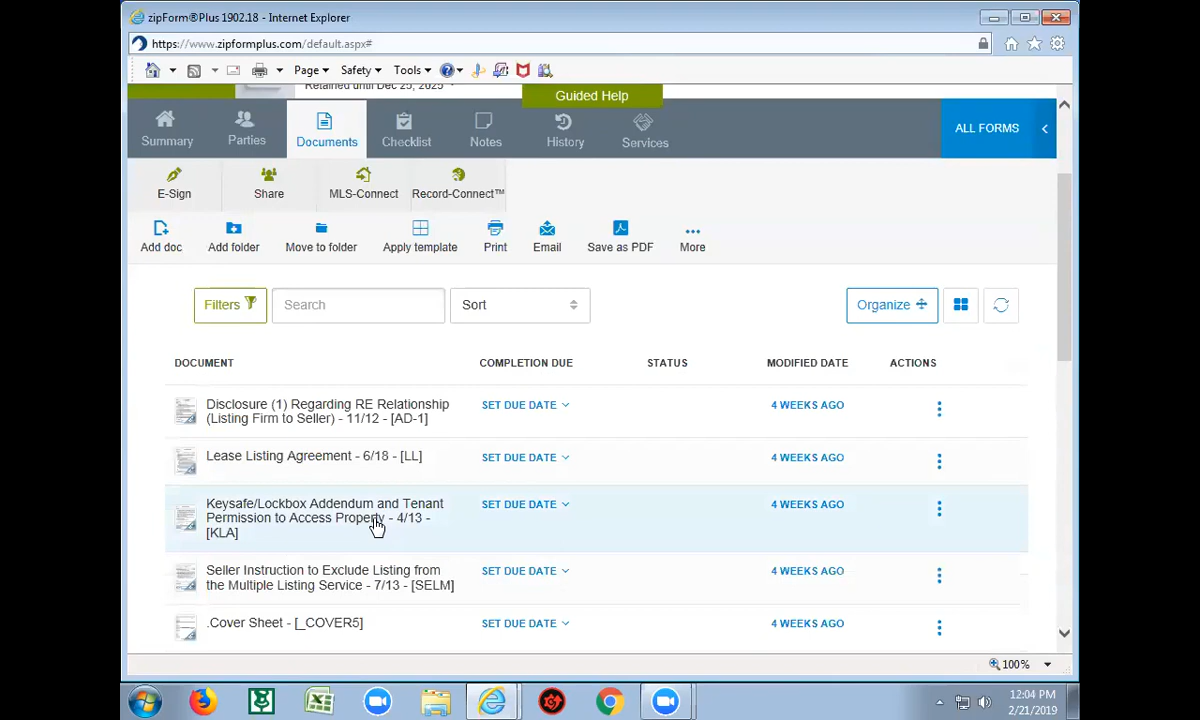 zipForm®Plus 1902.18 - Internet Explorer
https://www.zipformplus.com/default.aspx#
Page Safety Tools
Retained until Dec 25, 2025
Guided Help
Summary Parties Documents Checklist Notes History Services ALL FORMS
E-Sign Share MLS-Connect Record-Connect™
Add doc Add folder Move to folder Apply template Print Email Save as PDF More
Filters Search Sort Organize
DOCUMENT COMPLETION DUE STATUS MODIFIED DATE ACTIONS
Disclosure (1) Regarding RE Relationship SET DUE DATE 4 WEEKS AGO
(Listing Firm to Seller) - 11/12 - [AD-1]
Lease Listing Agreement - 6/18 - [LL] SET DUE DATE 4 WEEKS AGO
Keysafe/Lockbox Addendum and Tenant SET DUE DATE 4 WEEKS AGO
Permission to Access Property - 4/13 -
[KLA]
Seller Instruction to Exclude Listing from SET DUE DATE 4 WEEKS AGO
the Multiple Listing Service - 7/13 - [SELM]
.Cover Sheet - [_COVER5] SET DUE DATE 4 WEEKS AGO
100%
12:04 PM
2/21/2019